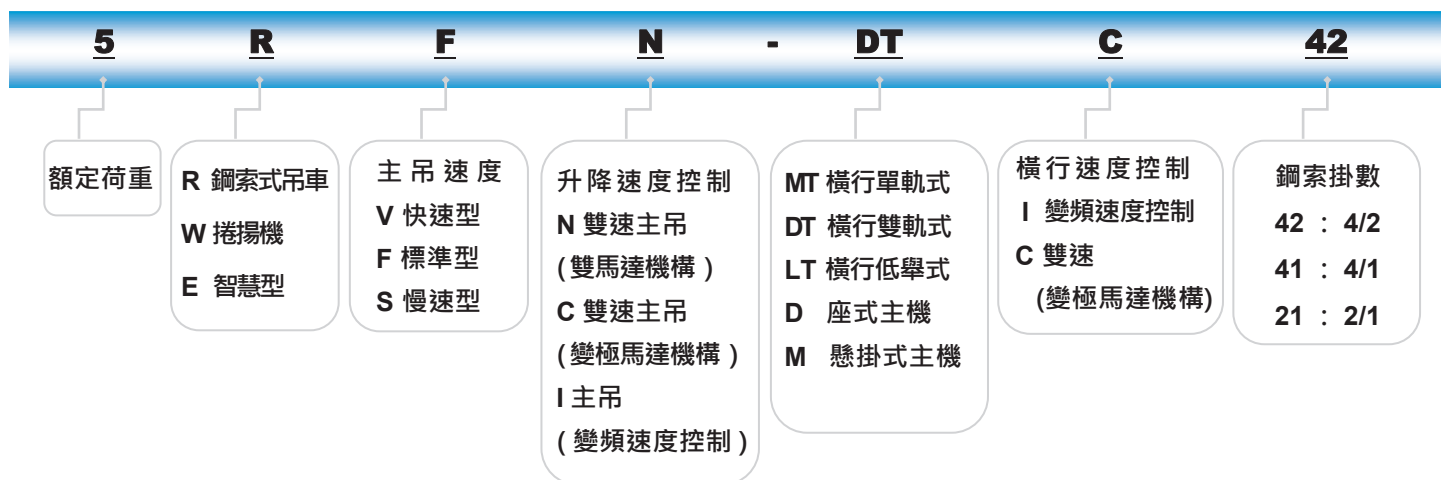 5 R F N - DT C 42
額定荷重
R 鋼索式吊車
W 捲揚機
E 智慧型
主吊速度
V 快速型
F 標準型
S 慢速型
升降速度控制
N 雙速主吊
(雙馬達機構)
C 雙速主吊
(變極馬達機構)
I 主吊
(變頻速度控制)
MT 橫行單軌式
DT 橫行雙軌式
LT 橫行低舉式
D 座式主機
M 懸掛式主機
橫行速度控制
I 變頻速度控制
C 雙速
(變極馬達機構)
鋼索掛數
42 : 4/2
41 : 4/1
21 : 2/1